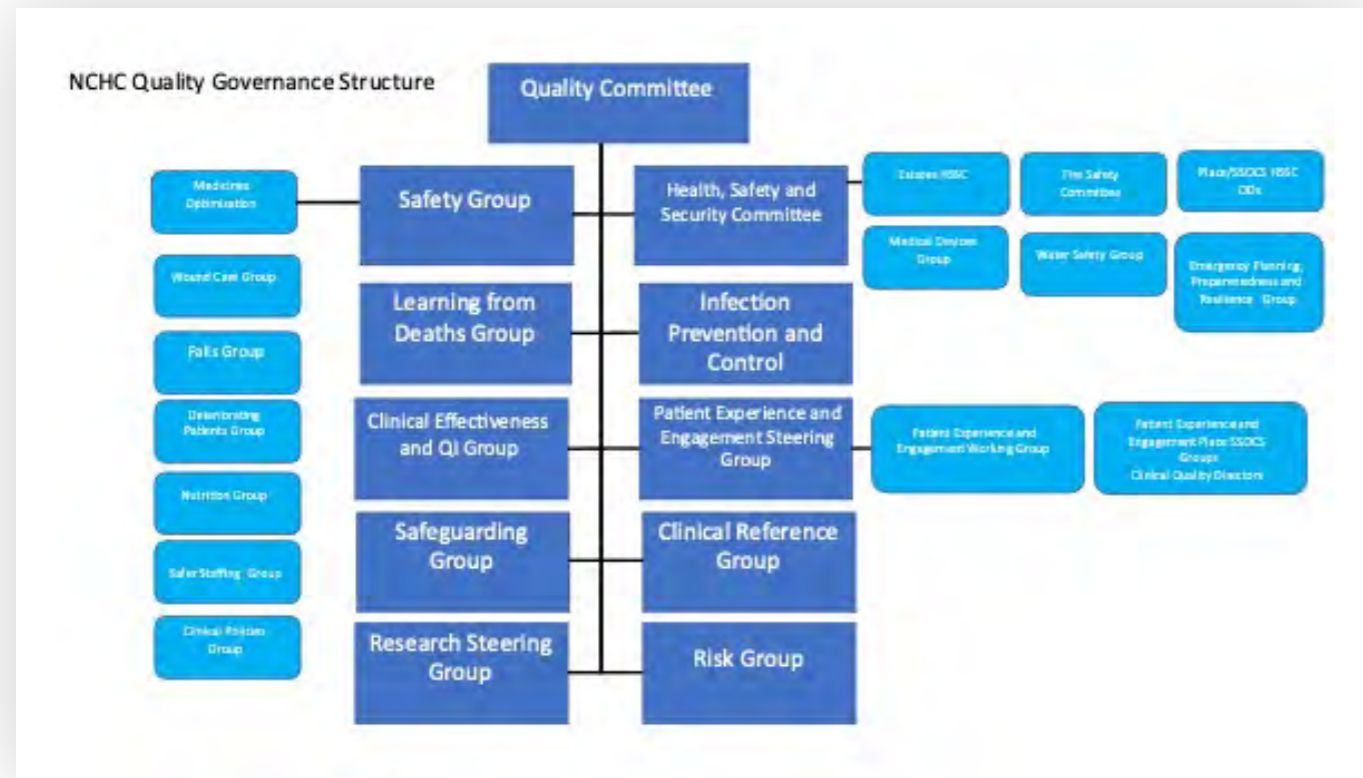 NCHC Quality Governance Structure
Quality Committee
Medicines
Optimisation
Wound Care Group
Falls Group
Deteriorating
Patients Group
Nutrition Group
Safer Staffing Group
Clinical Policies
Group
Safety Group
Learning from
Deaths Group
Clinical Effectiveness
and QI Group
Safeguarding
Group
Research Steering
Group
Health, Safety and
Security Committee
Infection
Prevention and
Control
Patient Experience and
Engagement Steering
Group
Clinical Reference
Group
Risk Group
Estates HSSC
Fire Safety
Committee
Place/SSOCS HSSC
Medical Devices
Group
Water Safety Group
Emergency Planning,
Preparedness and
Resilience Group
Patient Experience and
Engagement Working Group
Patient Experience and
Engagement Place SSOCS
Groups
Clinical Quality Directors